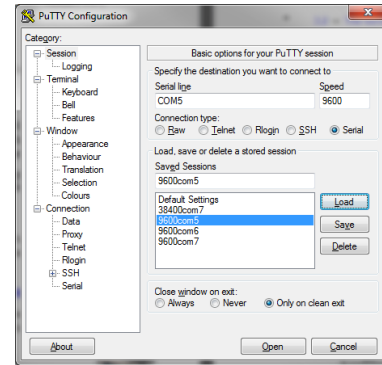 PuTTY Configuration
Category:
Session
Logging
Terminal
Keyboard
Bell
Features
Window
Appearance
Behaviour
Translation
Selection
Colours
Connection
Data
Proxy
Telnet
Rlogin
SSH
Serial
Basic options for your PuTTY session
Specify the destination you want to connect to
Serial line Speed
COM5 9600
Connection type:
Raw Telnet Rlogin SSH Serial
Load, save or delete a stored session
Saved Sessions
9600com5
Default Settings
38400com7
9600com5
9600com6
9600com7
Load
Save
Delete
Close window on exit:
Always Never Only on clean exit
About Open Cancel